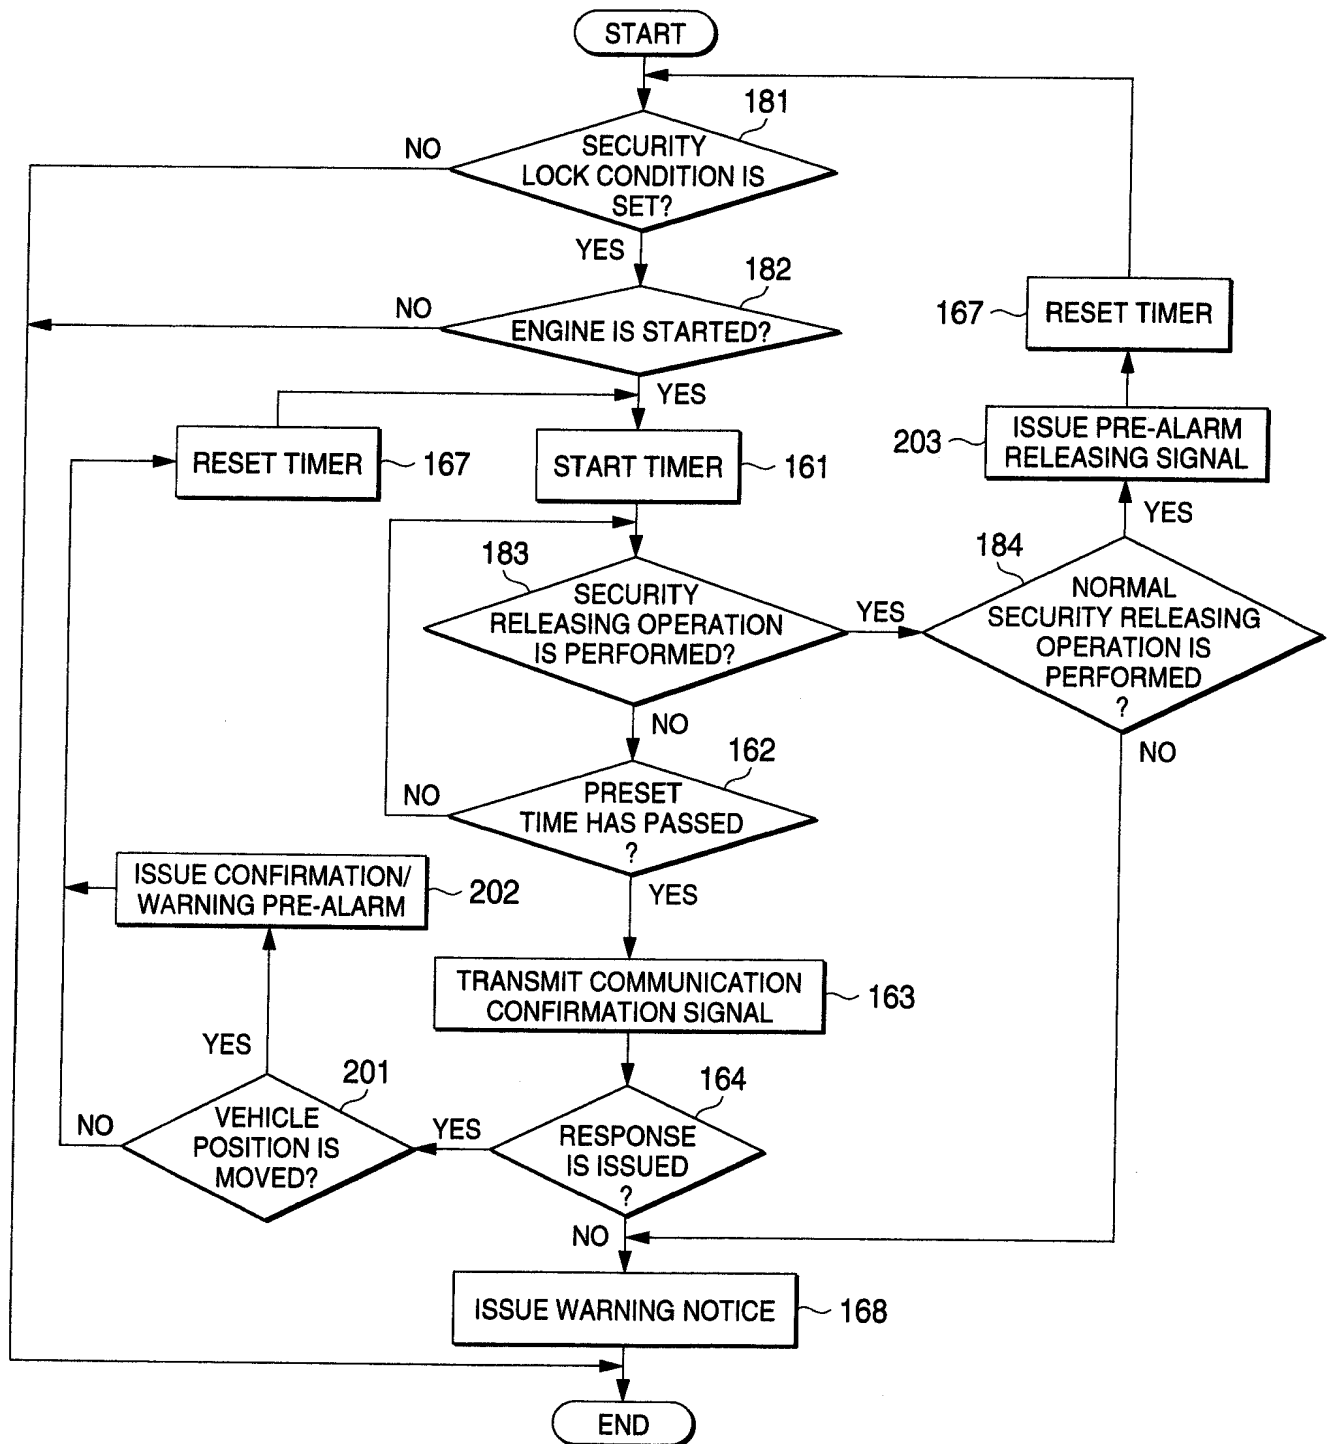 START
181
SECURITY
LOCK CONDITION IS
SET?
NO
YES
182
ENGINE IS STARTED?
NO
YES
167
RESET TIMER
RESET TIMER
167
START TIMER
161
203
ISSUE PRE-ALARM
RELEASING SIGNAL
YES
183
SECURITY
RELEASING OPERATION
IS PERFORMED?
YES
NO
184
NORMAL
SECURITY RELEASING
OPERATION IS
PERFORMED
?
NO
162
PRESET
TIME HAS PASSED
?
NO
YES
ISSUE CONFIRMATION/
WARNING PRE-ALARM
202
TRANSMIT COMMUNICATION
CONFIRMATION SIGNAL
163
YES
201
VEHICLE
POSITION IS
MOVED?
NO
YES
164
RESPONSE
IS ISSUED
?
NO
ISSUE WARNING NOTICE
168
END